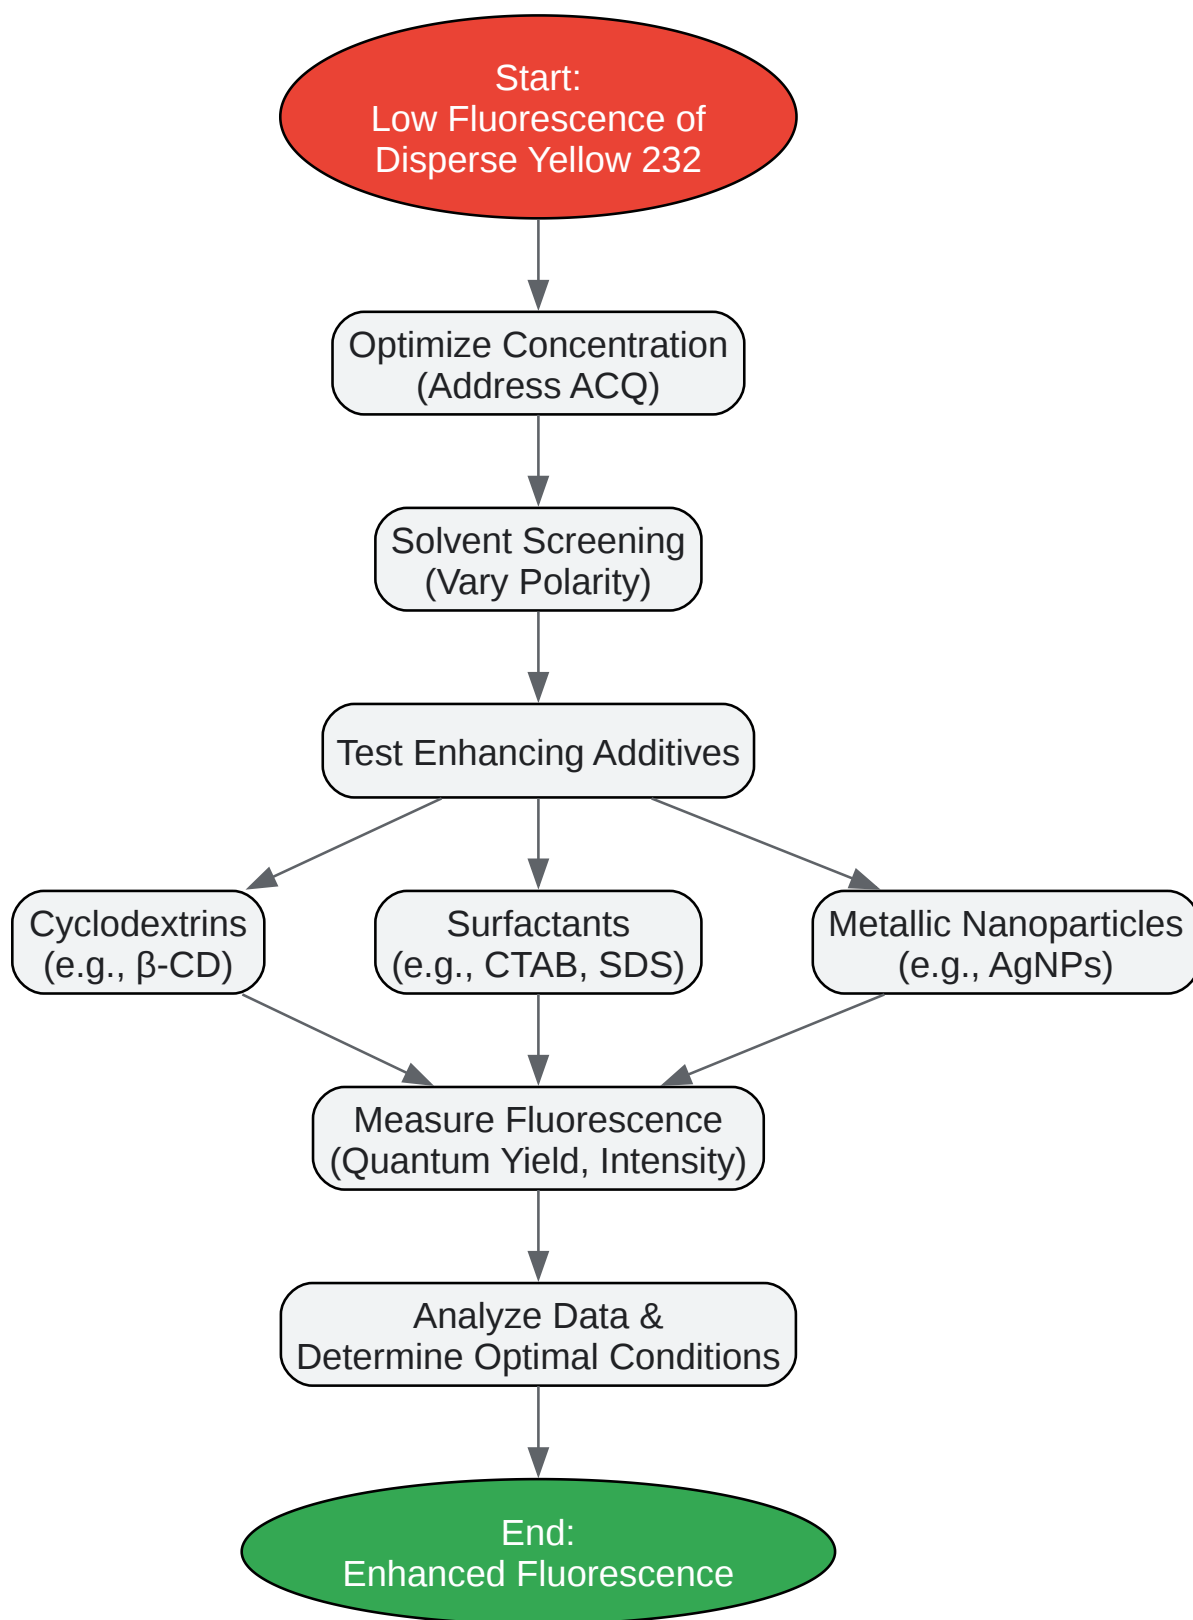 Start:
Low Fluorescence of
Disperse Yellow 232
Optimize Concentration
(Address ACQ)
Solvent Screening
(Vary Polarity)
Test Enhancing Additives
Cyclodextrins
(e.g., β-CD)
Surfactants
(e.g., CTAB, SDS)
Metallic Nanoparticles
(e.g., AgNPs)
Measure Fluorescence
(Quantum Yield, Intensity)
Analyze Data &
Determine Optimal Conditions
End:
Enhanced Fluorescence